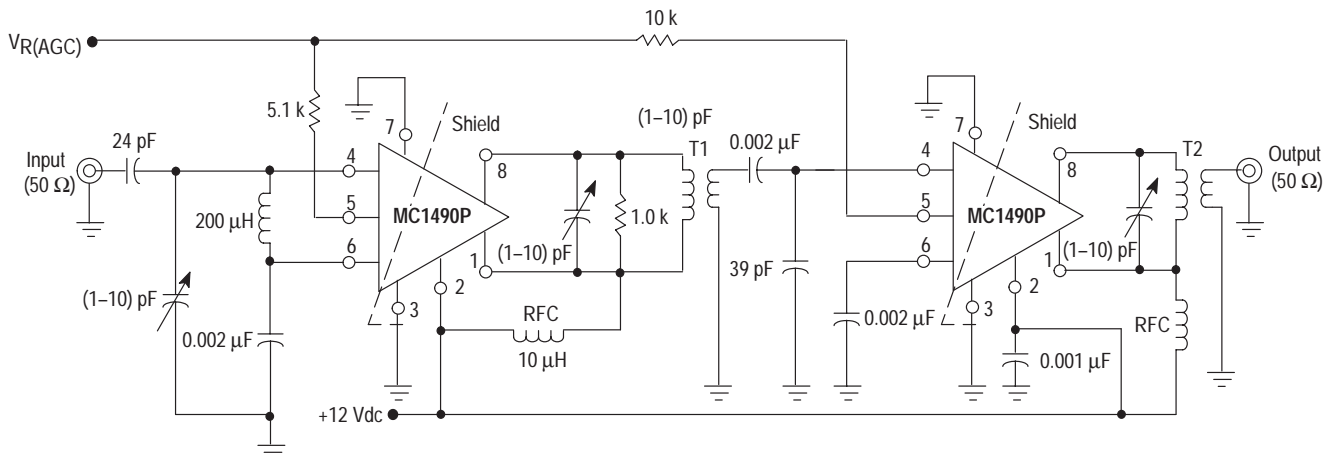 10 k
VR(AGC)
5.1 k
7
Shield
(1–10) pF
7
Shield
24 pF
T1
0.002 µF
T2
Input
(50 Ω)
4
8
4
8
Output
(50 Ω)
200 µH
5
MC1490P
1.0 k
5
MC1490P
6
1
(1–10) pF
39 pF
6
1
(1–10) pF
(1–10) pF
2
3
2
3
0.002 µF
RFC
10 µH
0.002 µF
0.001 µF
RFC
+12 Vdc